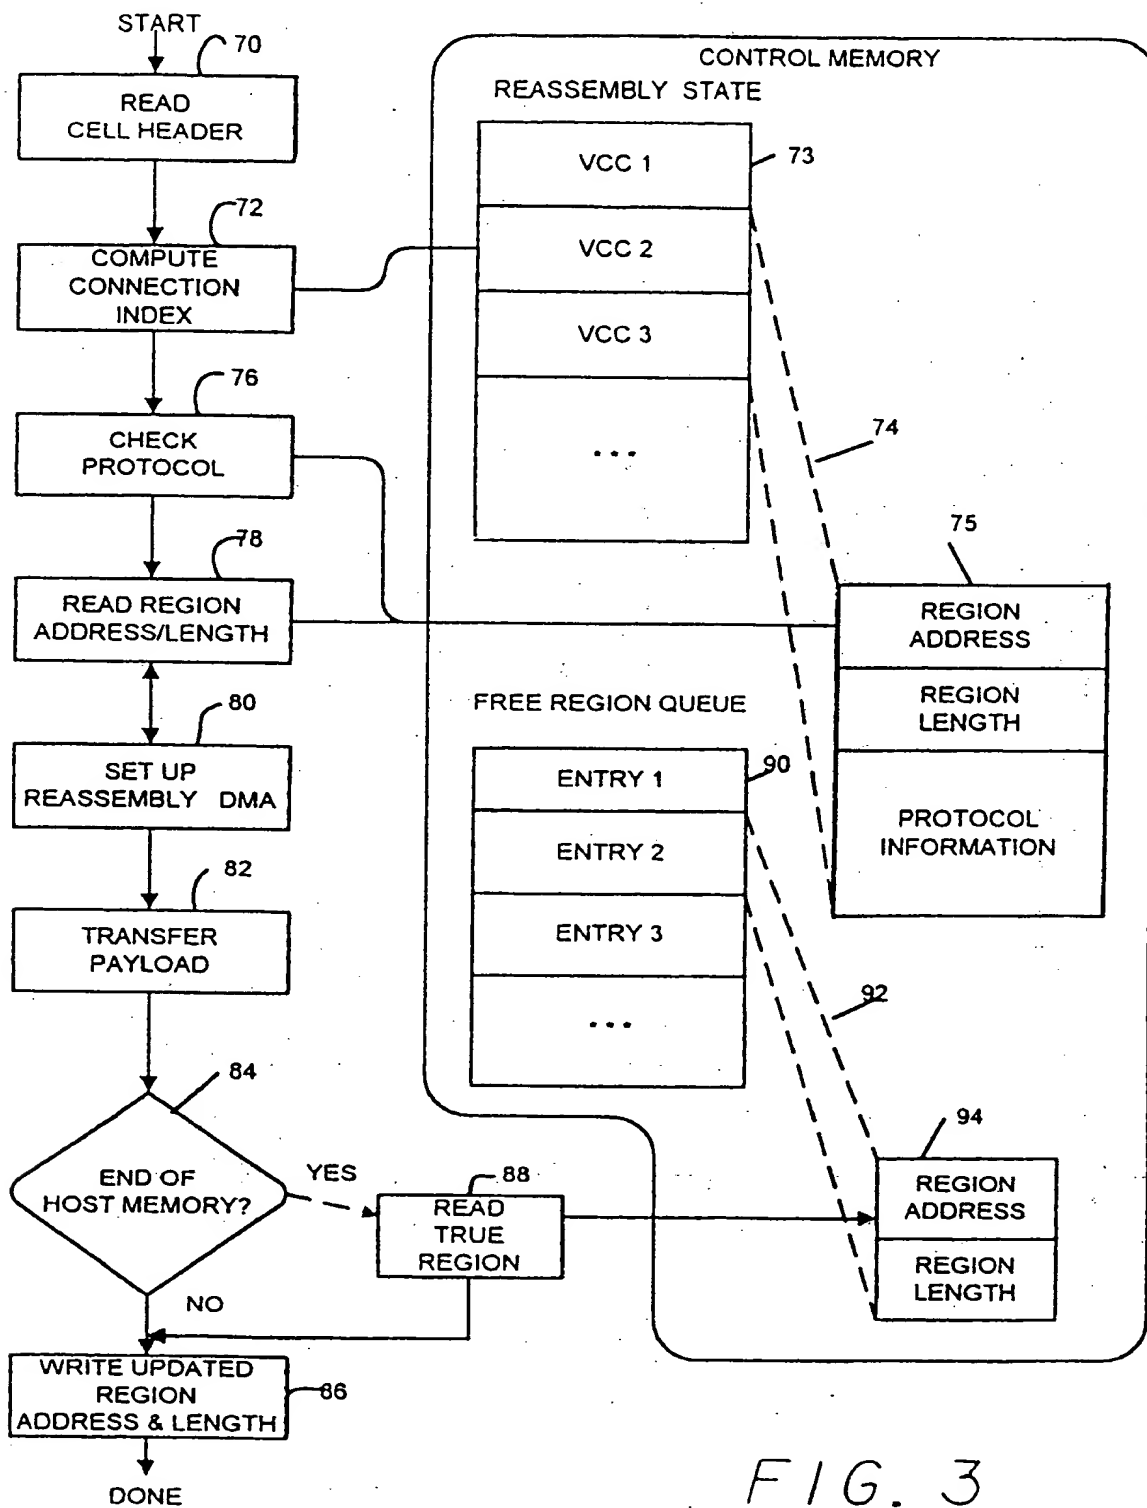 START
70
READ
CELL HEADER
72
COMPUTE
CONNECTION
INDEX
76
CHECK
PROTOCOL
78
READ REGION
ADDRESS/LENGTH
80
SET UP
REASSEMBLY DMA
82
TRANSFER
PAYLOAD
84
END OF
HOST MEMORY?
YES
88
READ
TRUE
REGION
NO
WRITE UPDATED
REGION
ADDRESS & LENGTH
86
DONE
CONTROL MEMORY
REASSEMBLY STATE
73
VCC 1
VCC 2
VCC 3
...
74
75
REGION
ADDRESS
REGION
LENGTH
PROTOCOL
INFORMATION
FREE REGION QUEUE
90
ENTRY 1
ENTRY 2
ENTRY 3
...
92
94
REGION
ADDRESS
REGION
LENGTH
FIG. 3